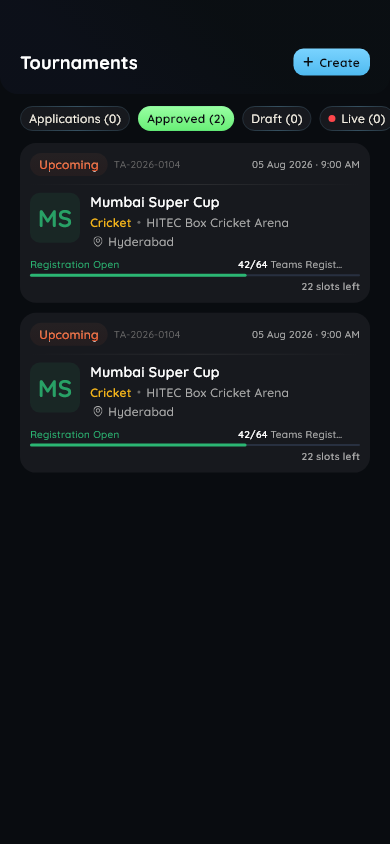 Tournaments
+ Create
Applications (0) Approved (2) Draft (0) Live (0)
Upcoming TA-2026-0104 05 Aug 2026 · 9:00 AM
MS
Mumbai Super Cup
Cricket • HITEC Box Cricket Arena
Hyderabad
Registration Open 42/64 Teams Regist...
22 slots left
Upcoming TA-2026-0104 05 Aug 2026 · 9:00 AM
MS
Mumbai Super Cup
Cricket • HITEC Box Cricket Arena
Hyderabad
Registration Open 42/64 Teams Regist...
22 slots left